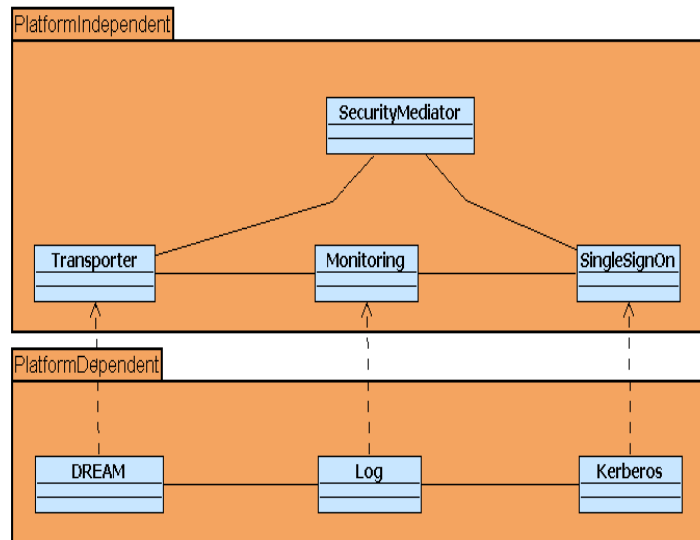 PlatformIndependent
SecurityMediator
Transporter
Monitoring
SingleSignOn
PlatformDependent
DREAM
Log
Kerberos